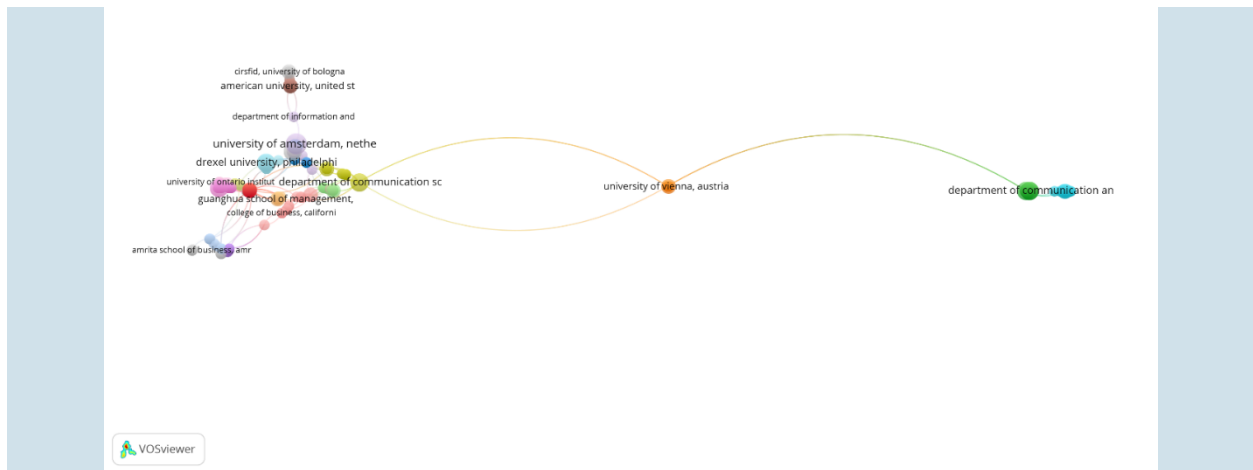 cirsfid, university of bologna
american university, united st
department of information and
university of amsterdam, nethe
drexel university, philadelphi
university of ontario institut
department of communication sc
guanghua school of management,
college of business, californi
amrita school of business, amr
university of vienna, austria
department of communication an
VOSviewer